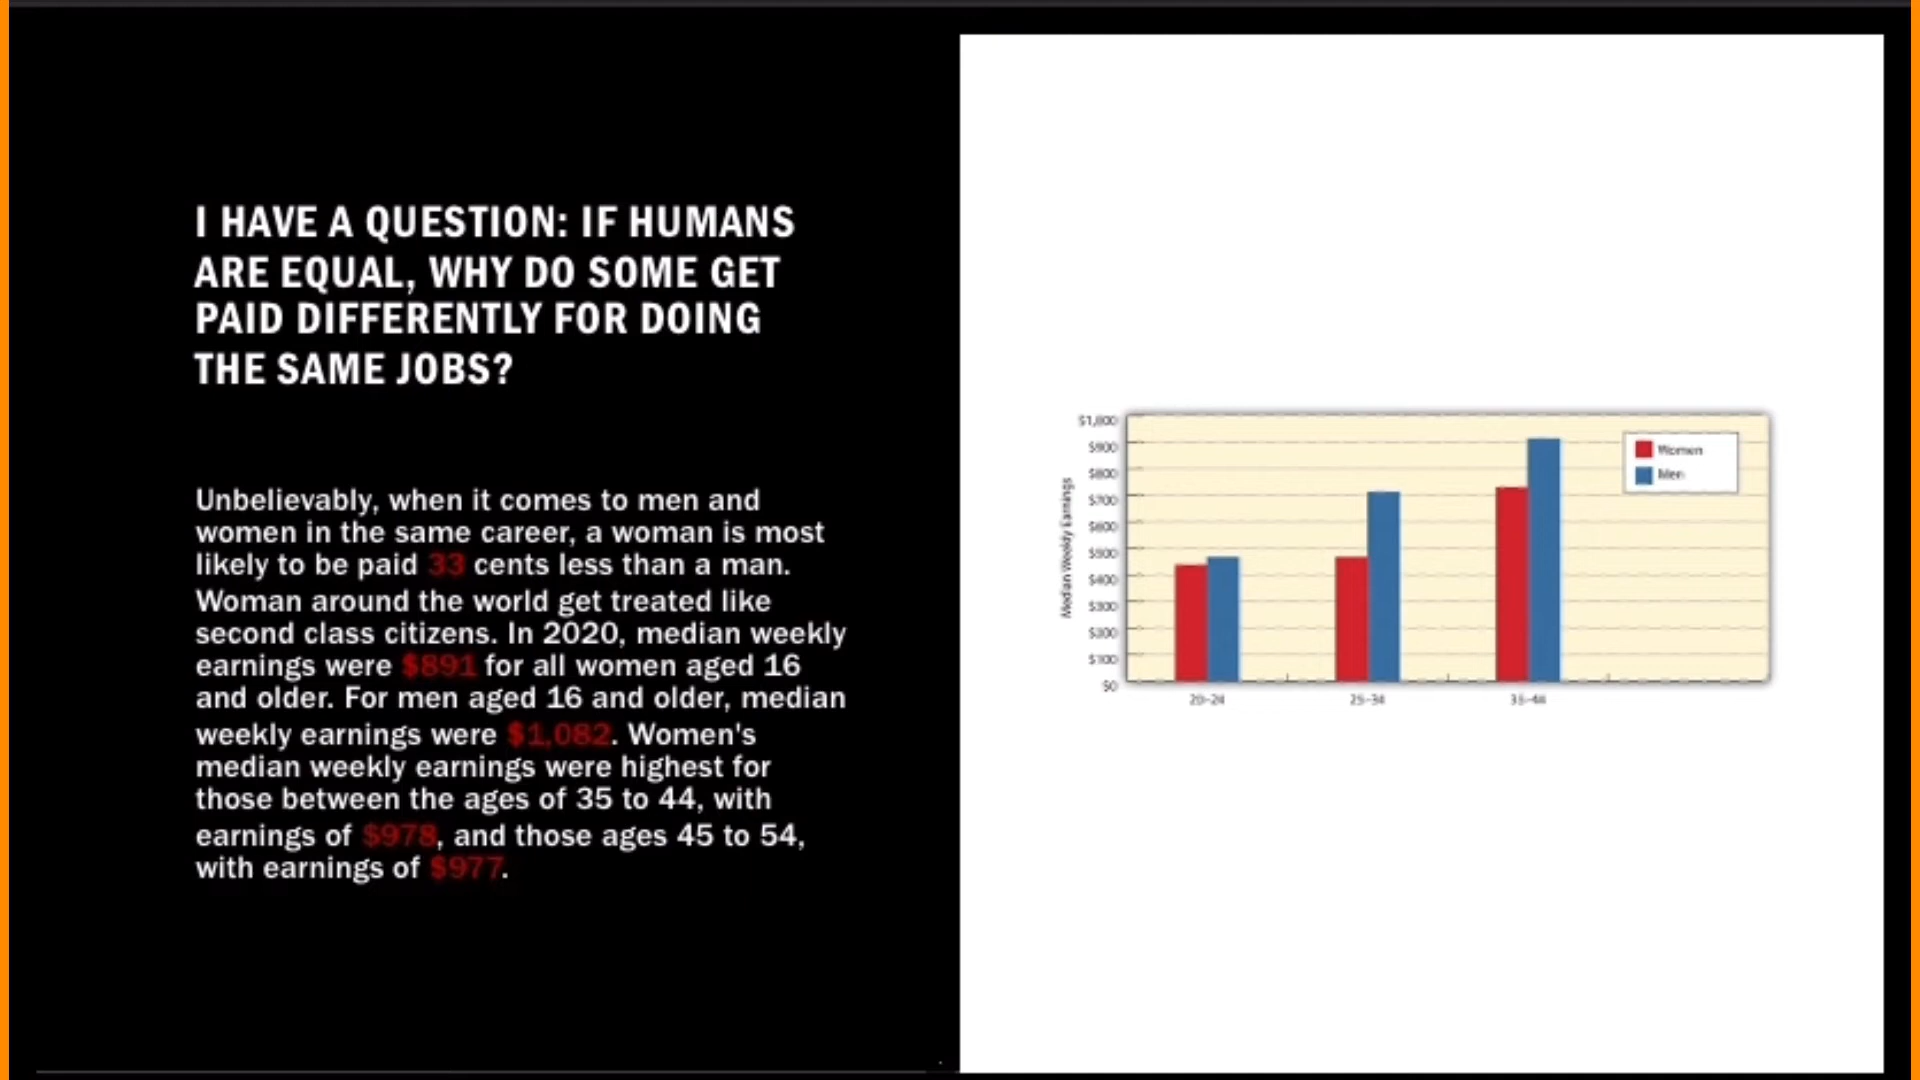 I HAVE A QUESTION: IF HUMANS
ARE EQUAL, WHY DO SOME GET
PAID DIFFERENTLY FOR DOING
THE SAME JOBS?
Unbelievably, when it comes to men and
women in the same career, a woman is most
likely to be paid 33 cents less than a man.
Woman around the world get treated like
second class citizens. In 2020, median weekly
earnings were $891 for all women aged 16
and older. For men aged 16 and older, median
weekly earnings were $1,082. Women's
median weekly earnings were highest for
those between the ages of 35 to 44, with
earnings of $978, and those ages 45 to 54,
with earnings of $977.
Median Weekly Earnings
$1,000
$900
$800
$700
$600
$500
$400
$300
$200
$100
$0
20-24
25-34
35-44
Women
Men